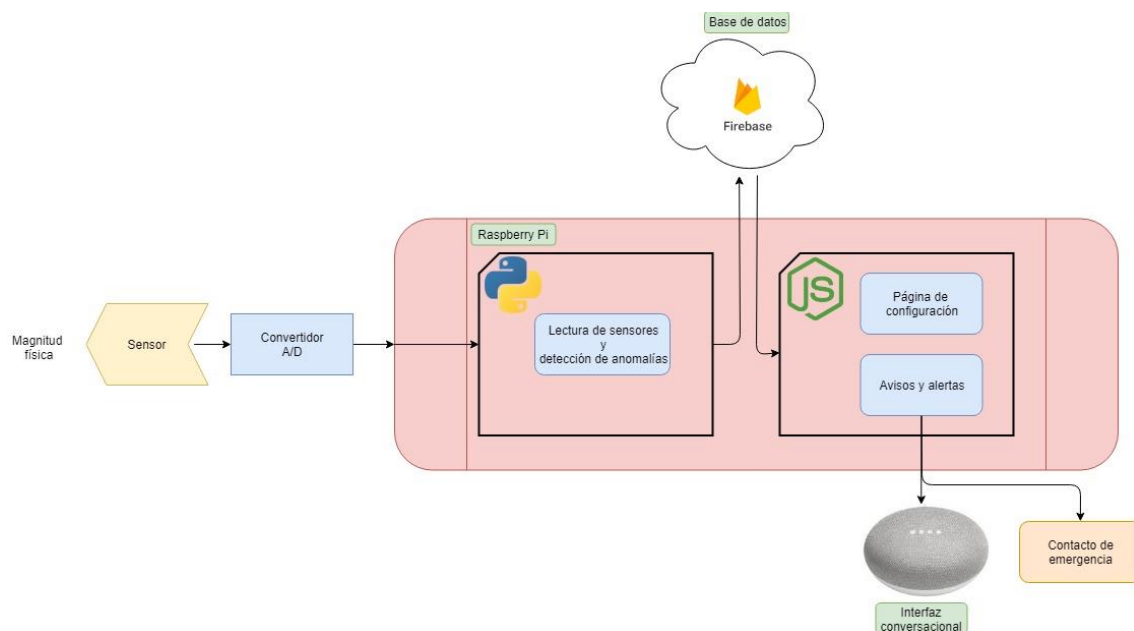 Base de datos
Firebase
Raspberry Pi
JS
Página de
configuración
Lectura de sensores
y
detección de anomalías
Magnitud
física
Sensor
Convertidor
A/D
Avisos y alertas
Contacto de
emergencia
Interfaz
conversacional